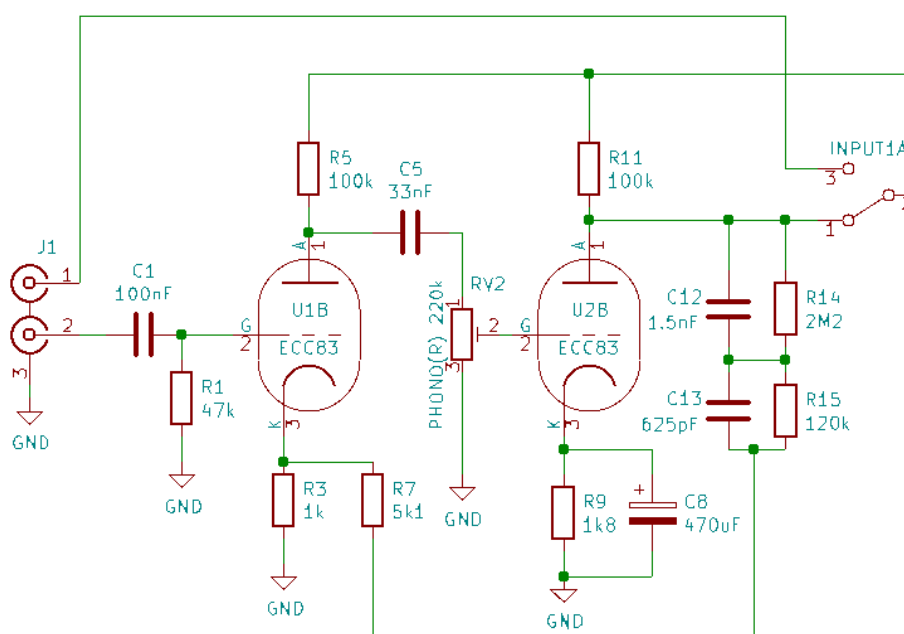 INPUT1A
3
1
R5
100k
C5
33nF
R11
100k
A
1
A
1
J1
1
2
3
GND
C1
100nF
G
2
U1B
ECC83
K
3
R1
47k
GND
RV2
1
2
3
PHONO(R) 220k
G
2
U2B
ECC83
K
3
C12
1.5nF
R14
2M2
C13
625pF
R15
120k
R3
1k
GND
R7
5k1
GND
R9
1k8
+
C8
470uF
GND